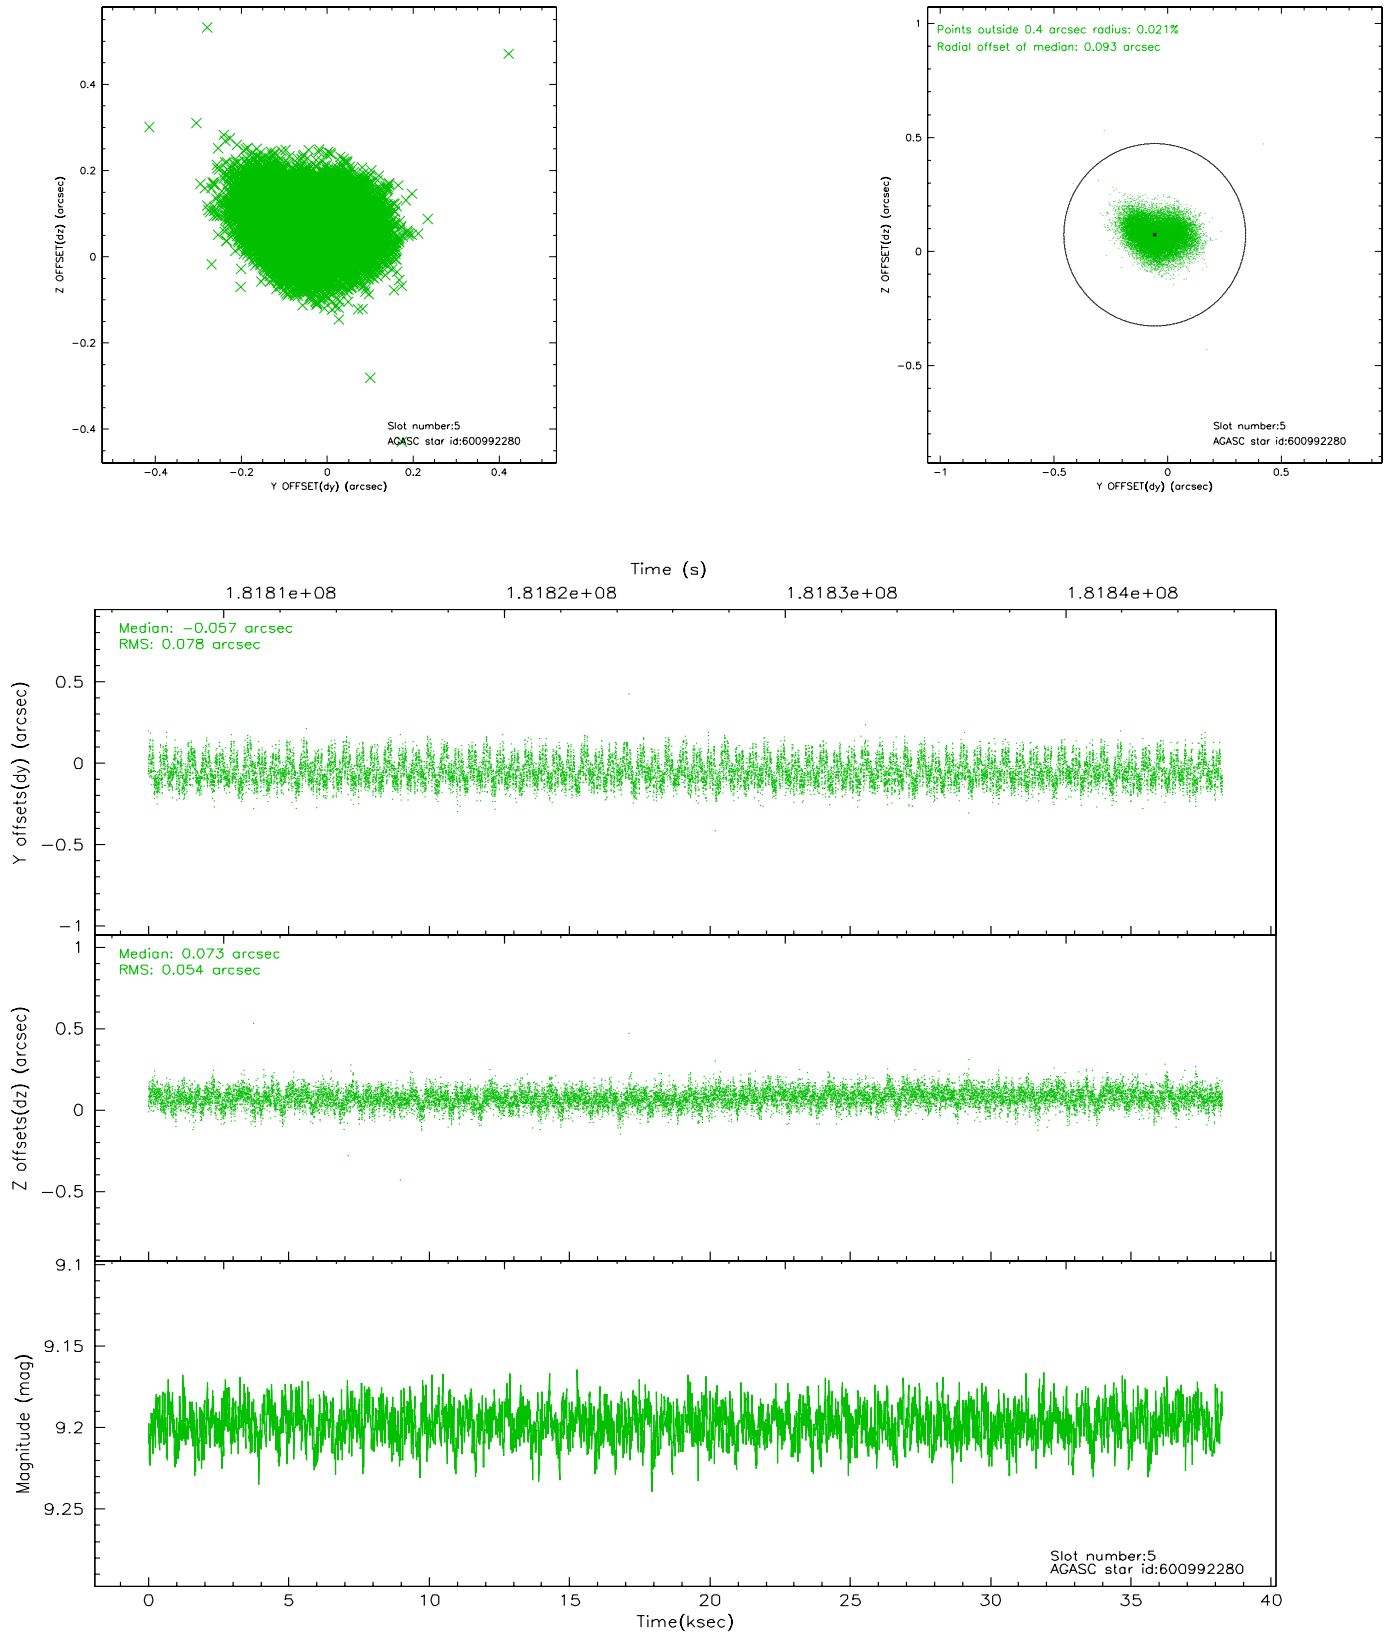 0.4
0.2
0
−0.2
−0.4
Z OFFSET(dz) (arcsec)
Slot number:5
AGASC star id:600992280
−0.4 −0.2 0 0.2 0.4
Y OFFSET(dy) (arcsec)
Points outside 0.4 arcsec radius: 0.021%
Radial offset of median: 0.093 arcsec
1
0.5
0
−0.5
Z OFFSET(dz) (arcsec)
Slot number:5
AGASC star id:600992280
−1 −0.5 0 0.5
Y OFFSET(dy) (arcsec)
Time (s)
1.8181e+08 1.8182e+08 1.8183e+08 1.8184e+08
Median: −0.057 arcsec
RMS: 0.078 arcsec
0.5
0
−0.5
−1
Y offsets(dy) (arcsec)
Median: 0.073 arcsec
RMS: 0.054 arcsec
1
0.5
0
−0.5
Z offsets(dz) (arcsec)
9.1
9.15
9.2
9.25
Magnitude (mag)
Slot number:5
AGASC star id:600992280
0 5 10 15 20 25 30 35 40
Time(ksec)